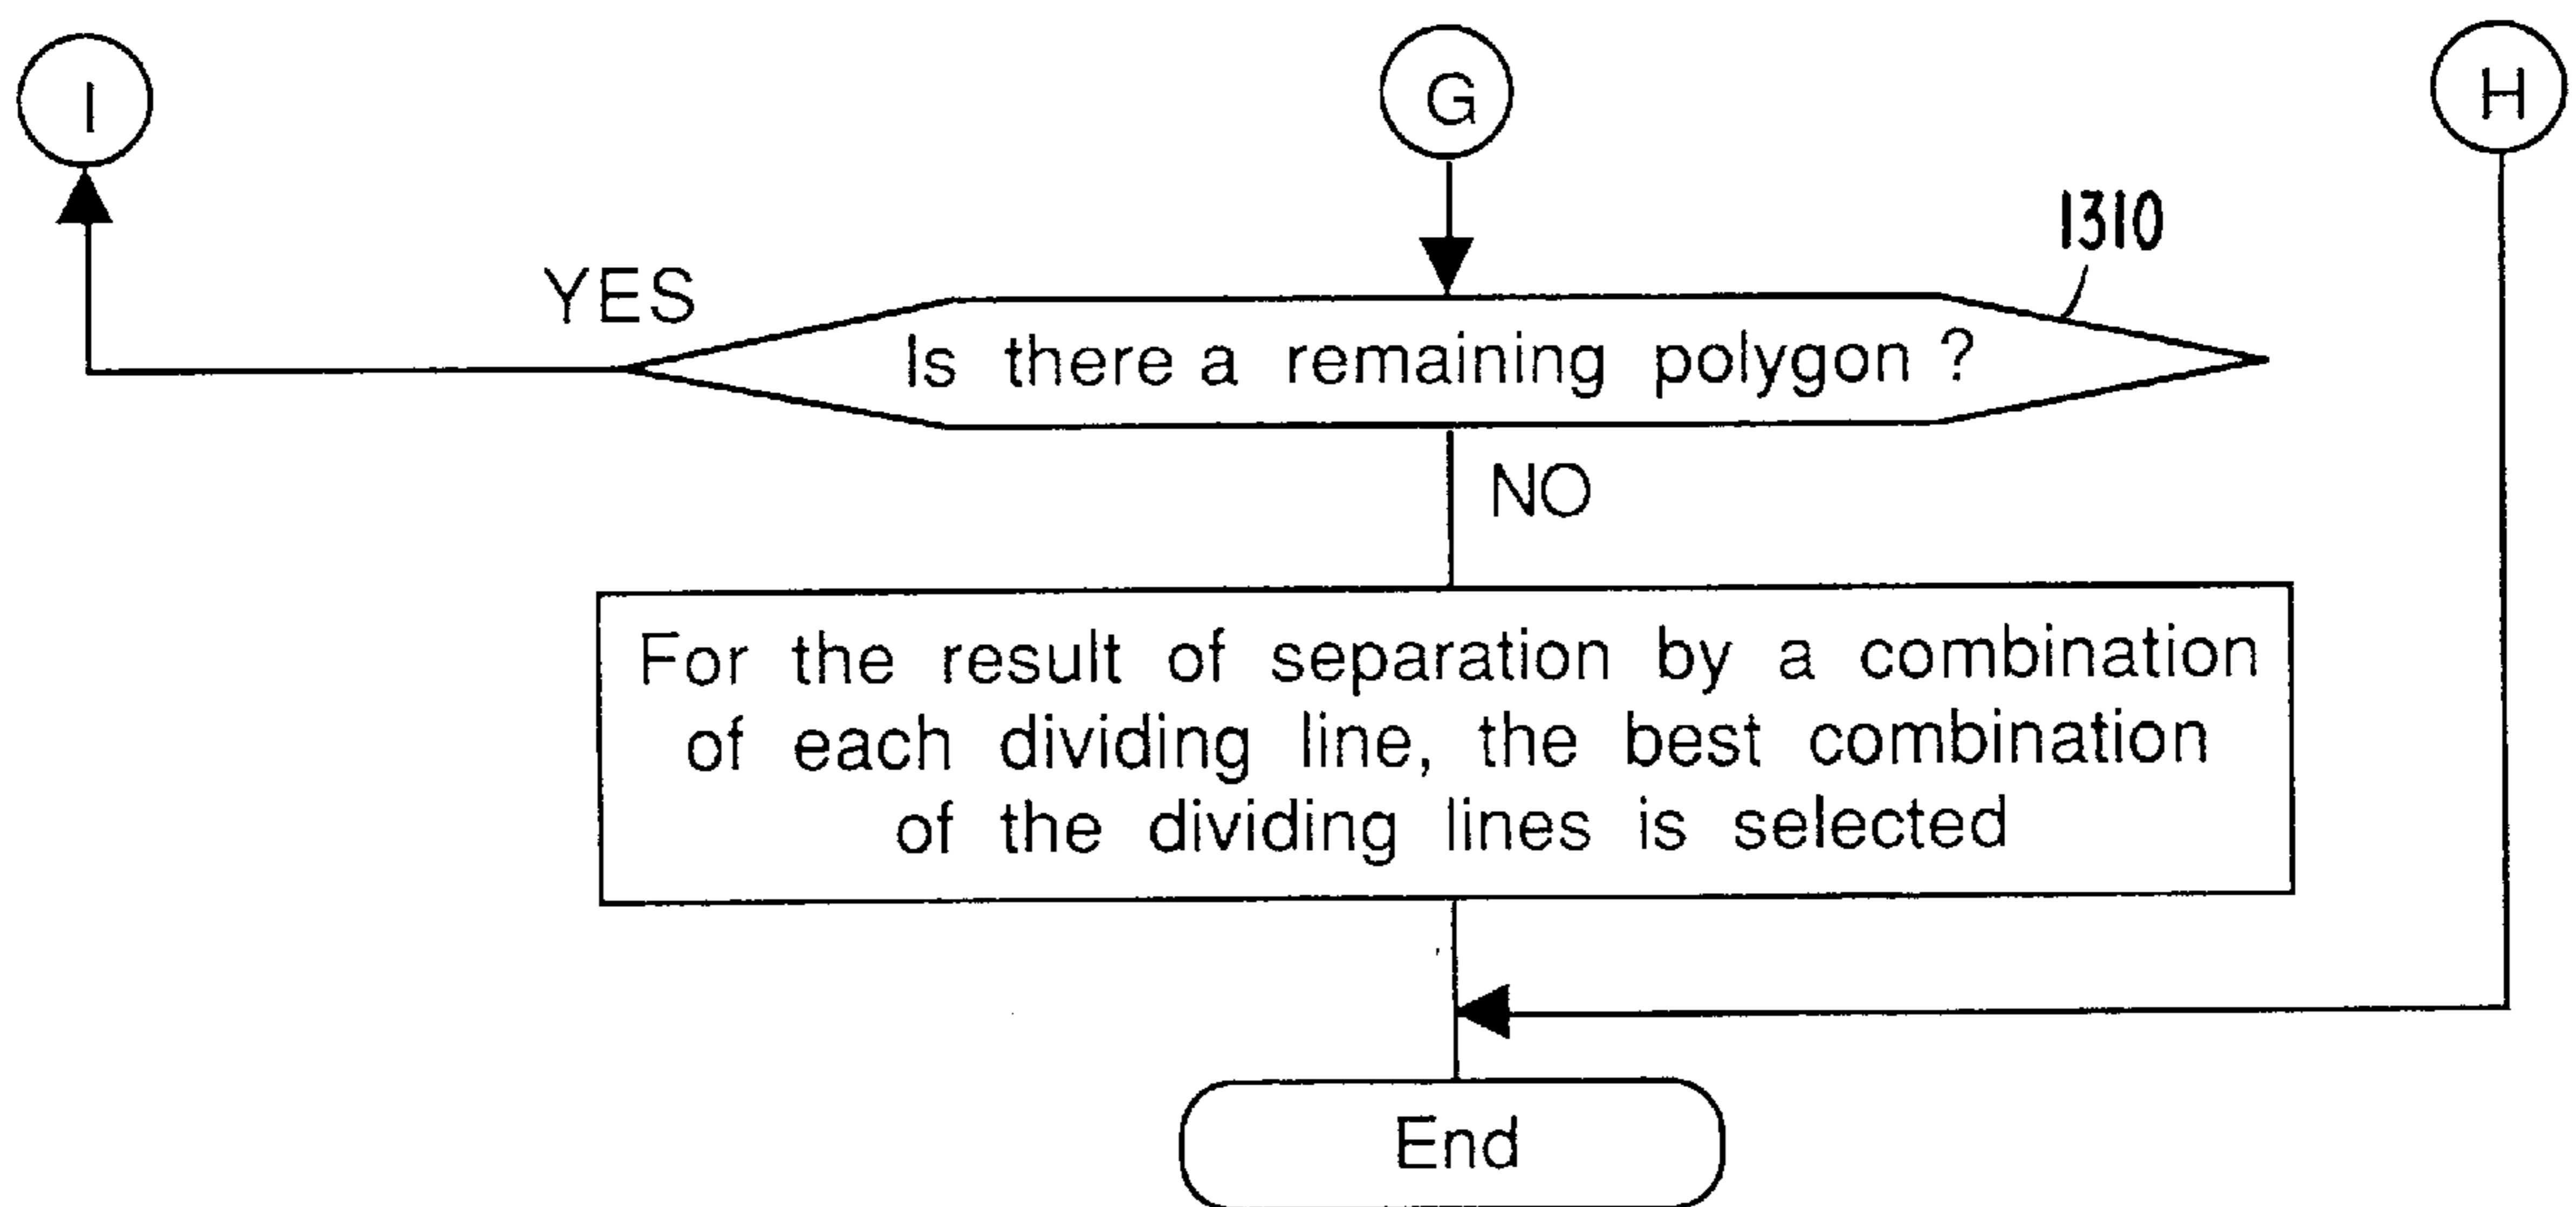 I
G
H
1310
YES
Is there a remaining polygon ?
NO
For the result of separation by a combination
of each dividing line, the best combination
of the dividing lines is selected
End